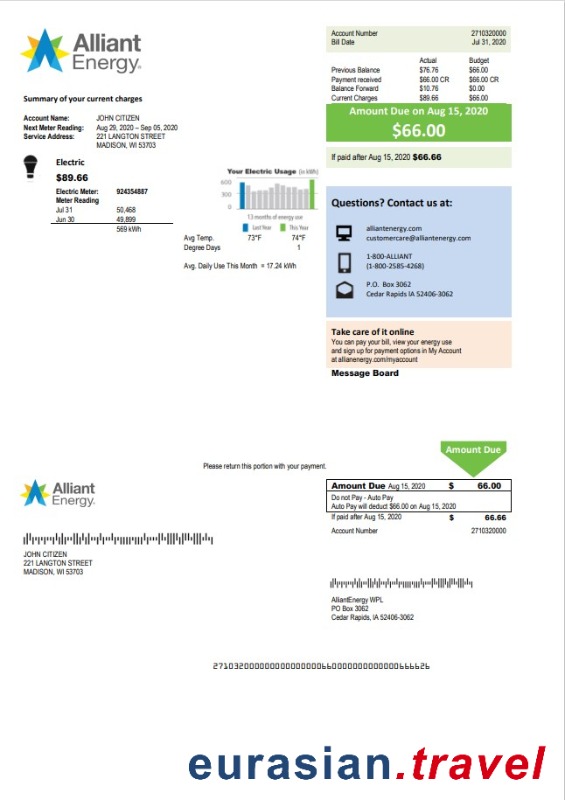 Alliant
Energy®
Account Number 2710320000
Bill Date Jul 31, 2020
Actual Budget
Previous Balance $76.76 $66.00
Payment received $66.00 CR $66.00 CR
Balance Forward $10.76 $0.00
Current Charges $89.66 $66.00
Amount Due on Aug 15, 2020
$66.00
If paid after Aug 15, 2020 $66.66
Summary of your current charges
Account Name: JOHN CITIZEN
Next Meter Reading: Aug 29, 2020 – Sep 05, 2020
Service Address: 221 LANGTON STREET
MADISON, WI 53703
Electric
$89.66
Electric Meter: 924354887
Meter Reading
Jul 31 50,468
Jun 30 49,899
569 kWh
Your Electric Usage (in kWh)
600
300
0
13 months of energy use
Last Year This Year
Avg Temp. 73°F 74°F
Degree Days 1
Avg. Daily Use This Month = 17.24 kWh
Questions? Contact us at:
alliantenergy.com
customercare@alliantenergy.com
1-800-ALLIANT
(1-800-2585-4268)
P.O. Box 3062
Cedar Rapids IA 52406-3062
Take care of it online
You can pay your bill, view your energy use
and sign up for payment options in My Account
at allianenergy.com/myaccount
Message Board
Amount Due
Please return this portion with your payment.
Alliant
Energy®
Amount Due Aug 15, 2020 $ 66.00
Do not Pay - Auto Pay
Auto Pay will deduct $66.00 on Aug 15, 2020
If paid after Aug 15, 2020 $ 66.66
Account Number 2710320000
JOHN CITIZEN
221 LANGTON STREET
MADISON, WI 53703
AlliantEnergy WPL
PO Box 3062
Cedar Rapids, IA 52406-3062
eurasian.travel